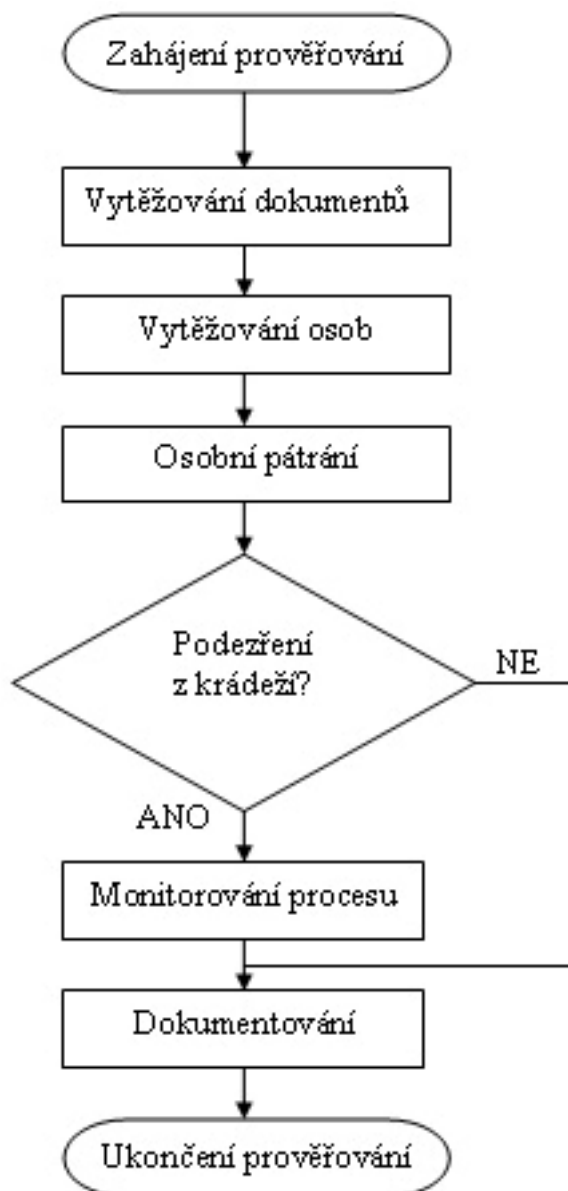 Zahájení prověřování
Vytěžování dokumentů
Vytěžování osob
Osobní pátrání
Podezření
z krádeží?
NE
ANO
Monitorování procesu
Dokumentování
Ukončení prověřování